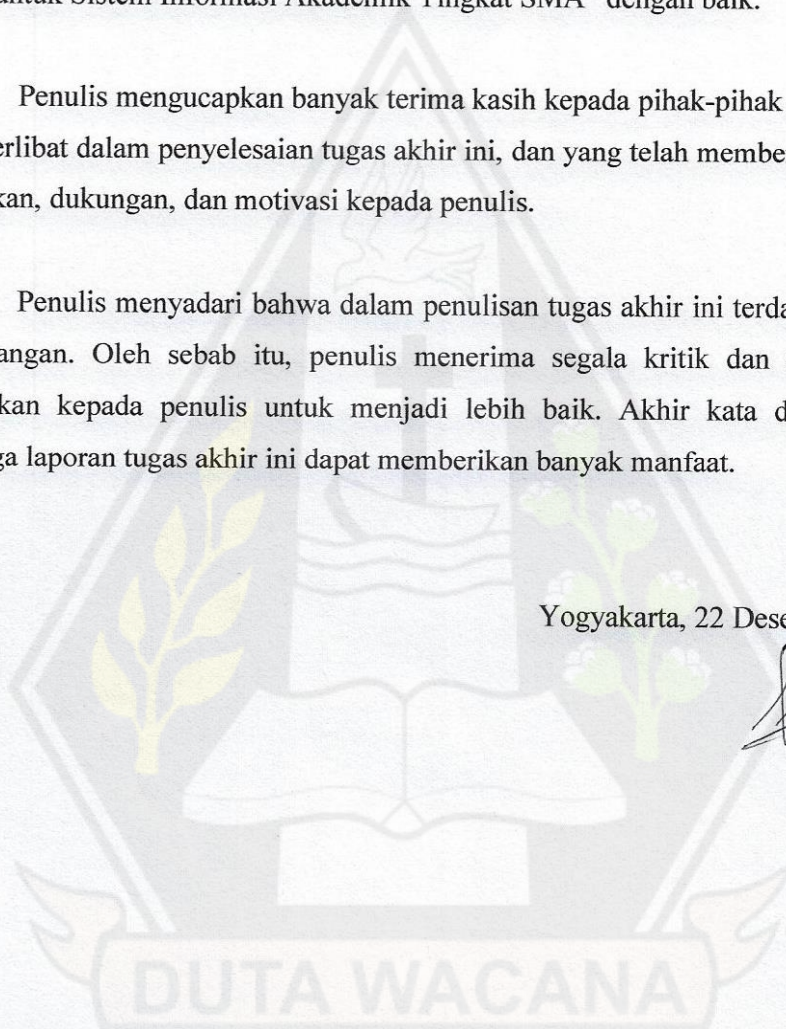 untuk Sistem Informasi Akademik Tingkat SMA" dengan baik.
Penulis mengucapkan banyak terima kasih kepada pihak-pihak
erlibat dalam penyelesaian tugas akhir ini, dan yang telah membe
kan, dukungan, dan motivasi kepada penulis.
Penulis menyadari bahwa dalam penulisan tugas akhir ini terda
angan. Oleh sebab itu, penulis menerima segala kritik dan
kan kepada penulis untuk menjadi lebih baik. Akhir kata d
ga laporan tugas akhir ini dapat memberikan banyak manfaat.
Yogyakarta, 22 Dese
DUTA WACANA